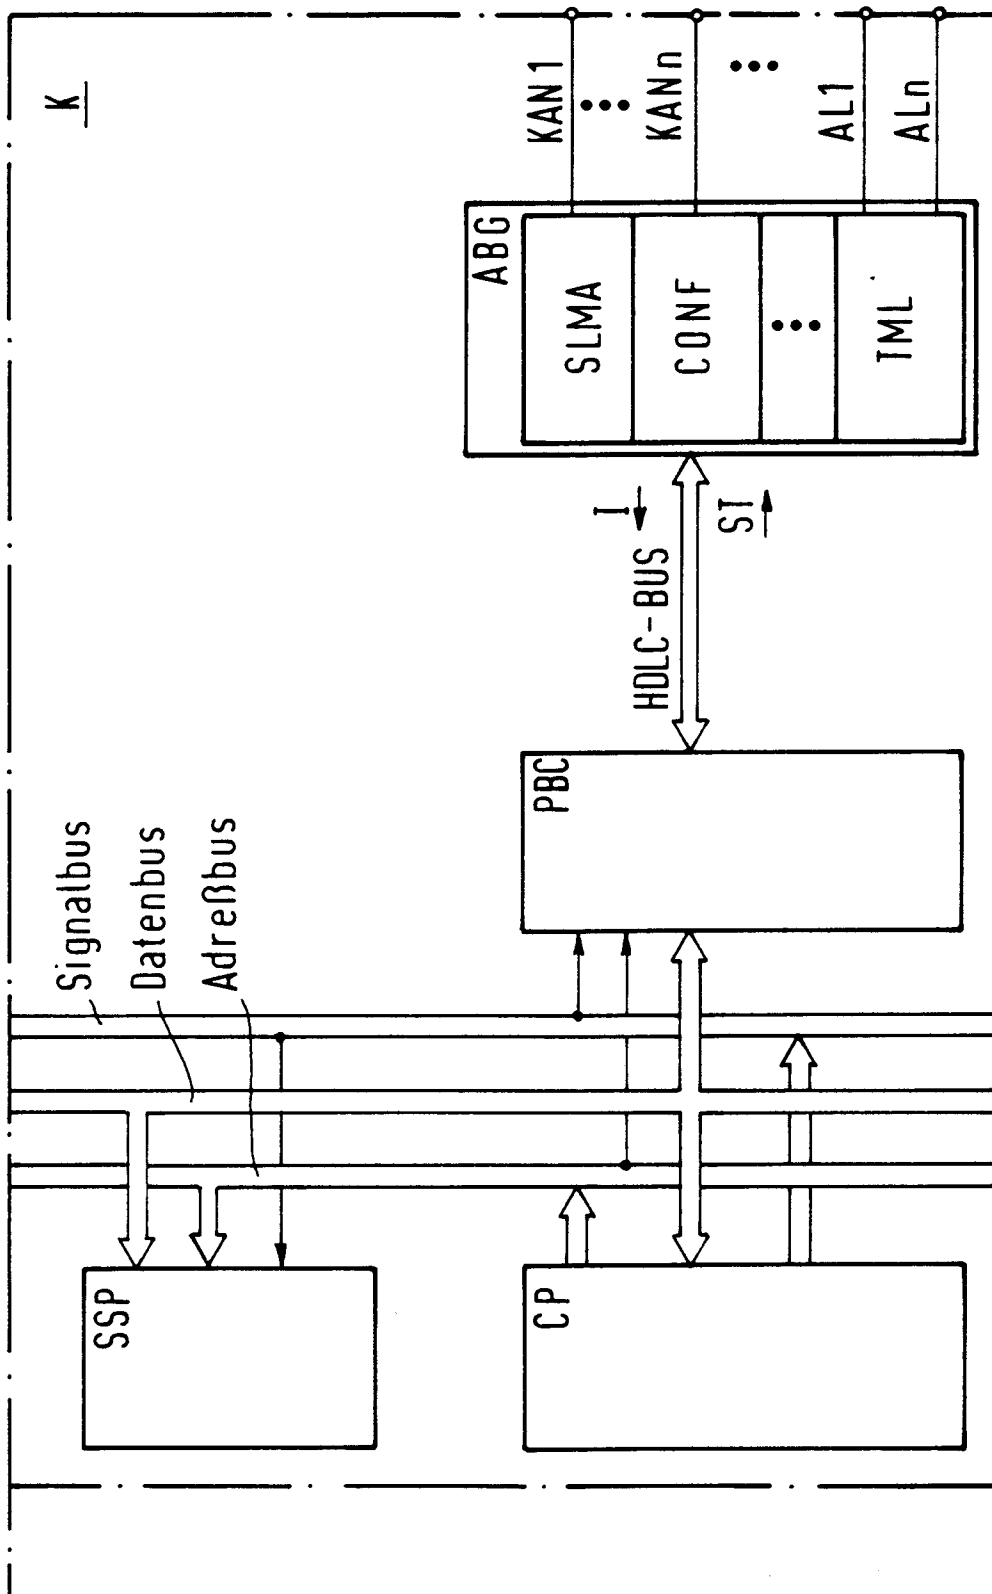 K
KAN1
•••
KANn
•••
AL1
ALn
ABG
SLMA
CONF
•••
TML
I
HDLC-BUS
ST
PBC
Signalbus
Datenbus
Adreßbus
SSP
CP